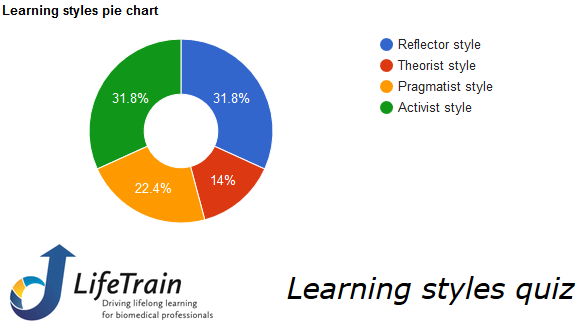 Learning styles pie chart
31.8%
31.8%
22.4%
14%
Reflector style
Theorist style
Pragmatist style
Activist style
LifeTrain
Driving lifelong learning
for biomedical professionals
Learning styles quiz